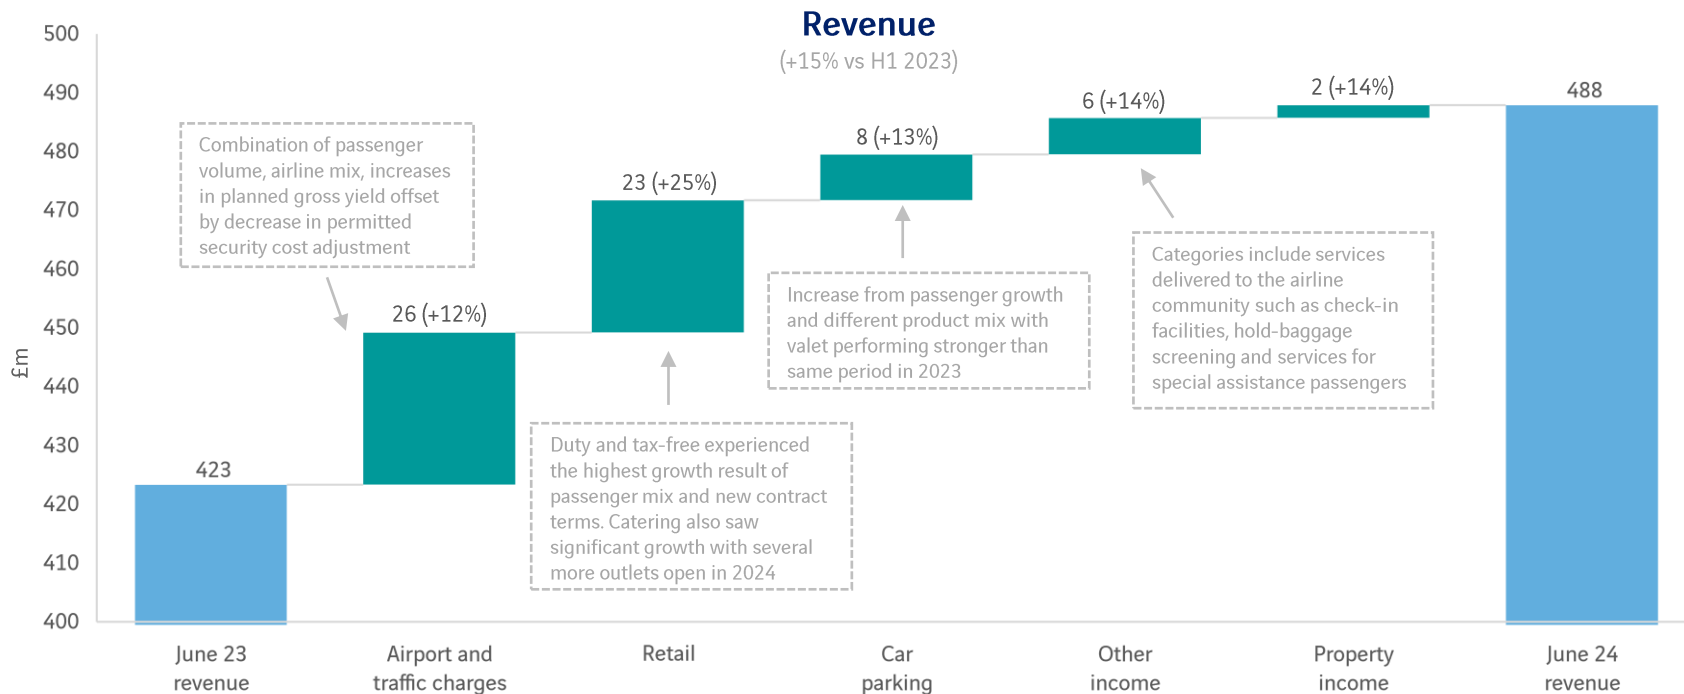 Revenue
(+15% vs H1 2023)
£m
500
490
480
470
460
450
440
430
420
410
400
423
26 (+12%)
23 (+25%)
8 (+13%)
6 (+14%)
2 (+14%)
488
Combination of passenger
volume, airline mix, increases
in planned gross yield offset
by decrease in permitted
security cost adjustment
Duty and tax-free experienced
the highest growth result of
passenger mix and new contract
terms. Catering also saw
significant growth with several
more outlets open in 2024
Increase from passenger growth
and different product mix with
valet performing stronger than
same period in 2023
Categories include services
delivered to the airline
community such as check-in
facilities, hold-baggage
screening and services for
special assistance passengers
June 23
revenue
Airport and
traffic charges
Retail
Car
parking
Other
income
Property
income
June 24
revenue